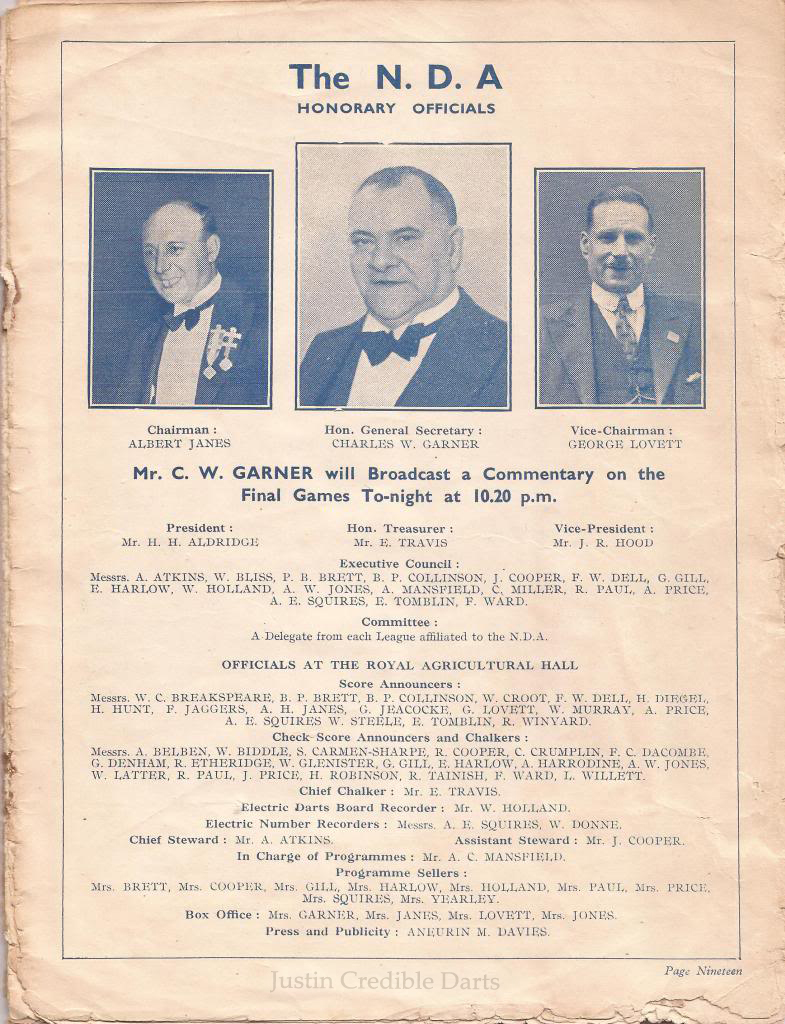 The N. D. A
HONORARY OFFICIALS
Chairman :
ALBERT JANES
Hon. General Secretary :
CHARLES W. GARNER
Vice-Chairman :
GEORGE LOVETT
Mr. C. W. GARNER will Broadcast a Commentary on the
Final Games To-night at 10.20 p.m.
President :
Mr. H. H. ALDRIDGE
Hon. Treasurer :
Mr. E. TRAVIS
Vice-President :
Mr. J. R. HOOD
Executive Council :
Messrs. A. ATKINS, W. BLISS, P. B. BRETT, B. P. COLLINSON, J. COOPER, F. W. DELL, G. GILL,
E. HARLOW, W. HOLLAND, A. W. JONES, A. MANSFIELD, C. MILLER, R. PAUL, A. PRICE,
A. E. SQUIRES, E. TOMBLIN, F. WARD.
Committee :
A Delegate from each League affiliated to the N.D.A.
OFFICIALS AT THE ROYAL AGRICULTURAL HALL
Score Announcers :
Messrs. W. C. BREAKSPEARE, B. P. BRETT, B. P. COLLINSON, W. CROOT, F. W. DELL, H. DIEGEL,
H. HUNT, F. JAGGERS, A. H. JANES, G. JEACOCKE, G. LOVETT, W. MURRAY, A. PRICE,
A. E. SQUIRES W. STEELE, E. TOMBLIN, R. WINYARD.
Check-Score Announcers and Chalkers :
Messrs. A. BELBEN, W. BIDDLE, S. CARMEN-SHARPE, R. COOPER, C. CRUMPLIN, F. C. DACOMBE,
G. DENHAM, R. ETHERIDGE, W. GLENISTER, G. GILL, E. HARLOW, A. HARRODINE, A. W. JONES,
W. LATTER, R. PAUL, J. PRICE, H. ROBINSON, R. TAINISH, F. WARD, L. WILLETT.
Chief Chalker : Mr. E. TRAVIS.
Electric Darts Board Recorder : Mr. W. HOLLAND.
Electric Number Recorders : Messrs. A. E. SQUIRES, W. DONNE.
Chief Steward : Mr. A. ATKINS. Assistant Steward : Mr. J. COOPER.
In Charge of Programmes : Mr. A. C. MANSFIELD.
Programme Sellers :
Mrs. BRETT, Mrs. COOPER, Mrs. GILL, Mrs. HARLOW, Mrs. HOLLAND, Mrs. PAUL, Mrs. PRICE,
Mrs. SQUIRES, Mrs. YEARLEY.
Box Office : Mrs. GARNER, Mrs. JANES, Mrs. LOVETT, Mrs. JONES.
Press and Publicity : ANEURIN M. DAVIES.
Page Nineteen
Justin Credible Darts